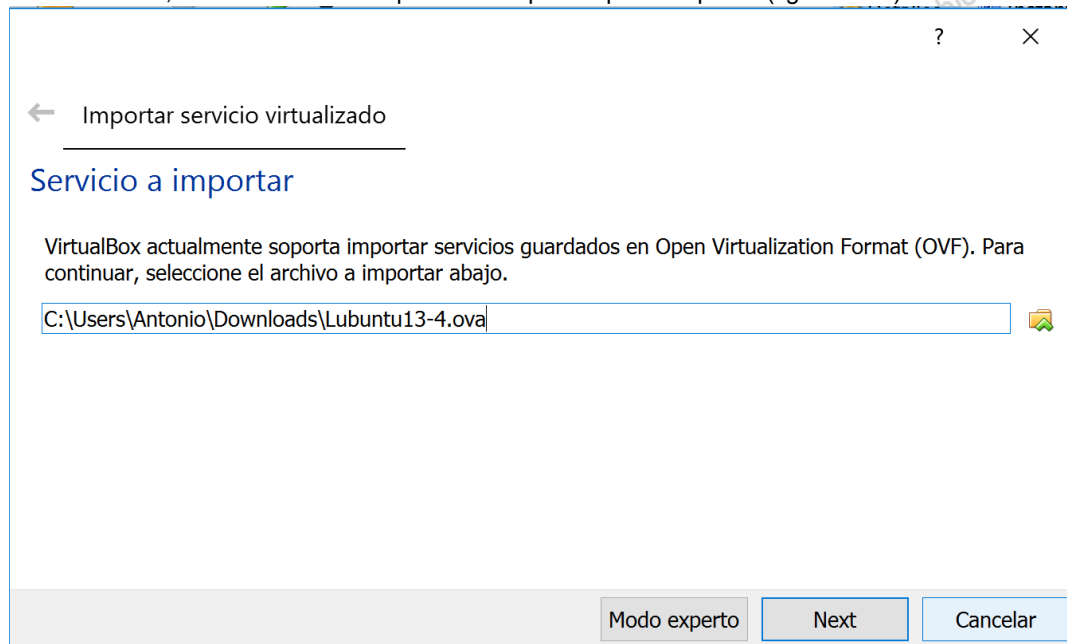 ?
Importar servicio virtualizado
Servicio a importar
VirtualBox actualmente soporta importar servicios guardados en Open Virtualization Format (OVF). Para
continuar, seleccione el archivo a importar abajo.
C:\Users\Antonio\Downloads\Lubuntu13-4.ova
Modo experto Next Cancelar